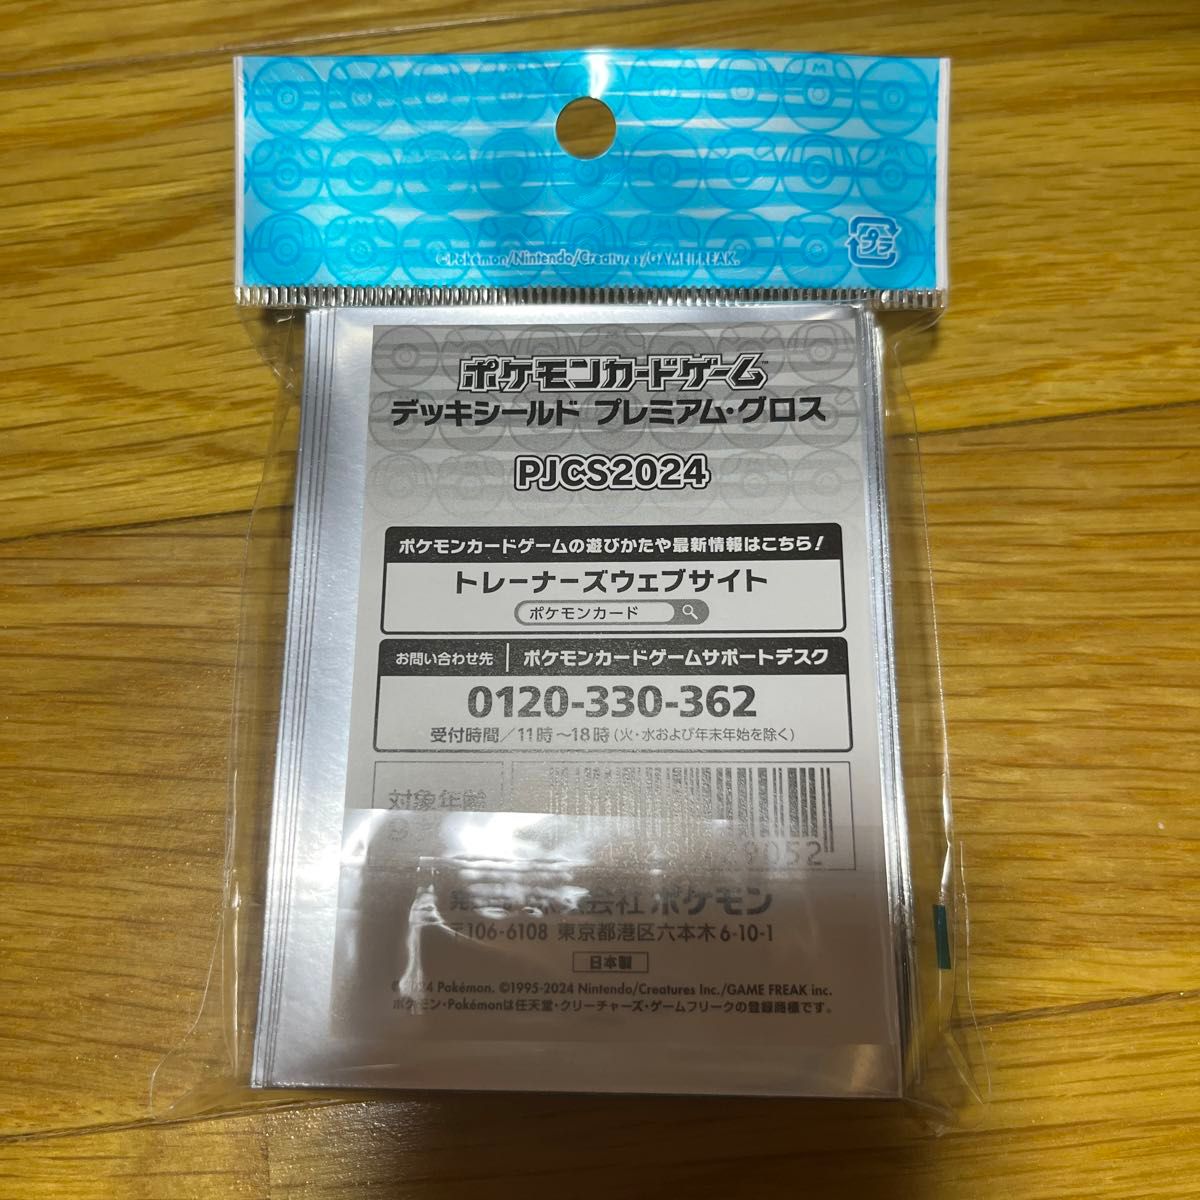 プラ
©Pokémon/Nintendo/Creatures/GAME FREAK.
ポケモンカードゲーム™
デッキシールド プレミアム・グロス
PJCS2024
ポケモンカードゲームの遊びかたや最新情報はこちら!
トレーナーズウェブサイト
ポケモンカード
お問い合わせ先 ポケモンカードゲームサポートデスク
0120-330-362
受付時間/11時〜18時(火・水および年末年始を除く)
対象年齢
9052
株式会社 ポケモン
〒106-6108 東京都港区六本木6-10-1
日本製
©2024 Pokémon. ©1995-2024 Nintendo/Creatures Inc./GAME FREAK inc.
ポケモン・Pokémonは任天堂・クリーチャーズ・ゲームフリークの登録商標です。